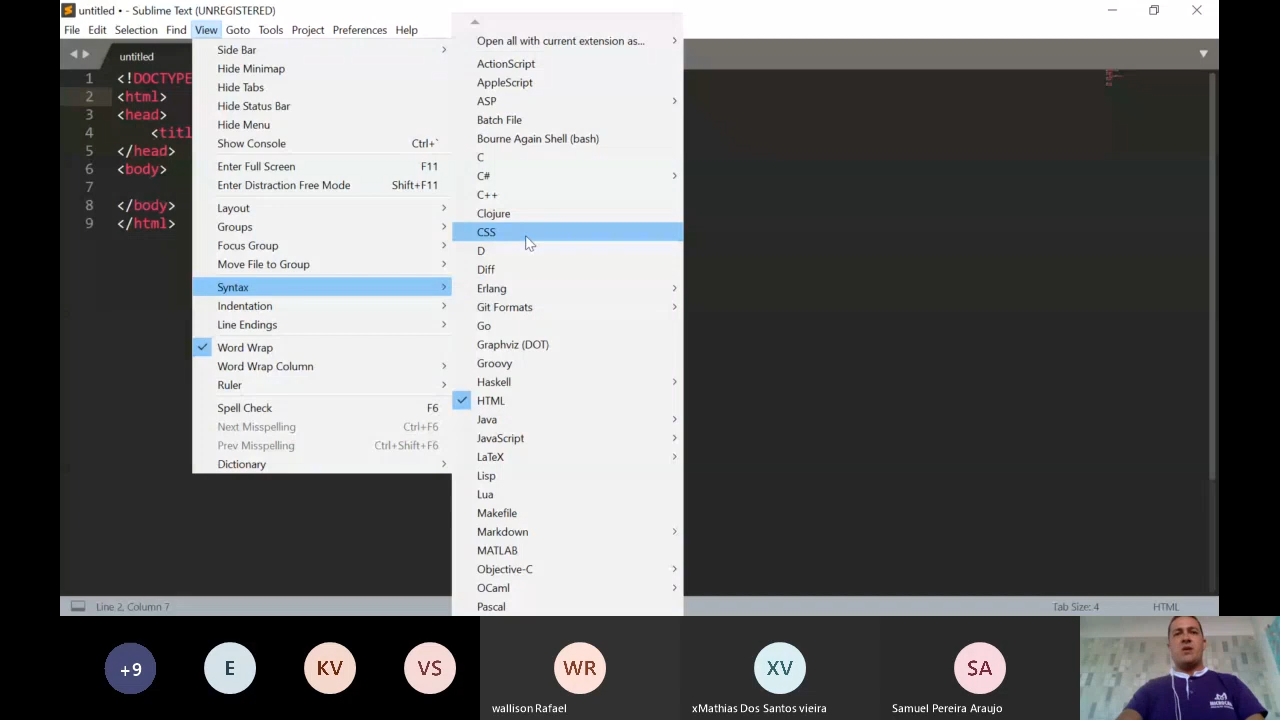 untitled • - Sublime Text (UNREGISTERED)
File Edit Selection Find View Goto Tools Project Preferences Help
untitled
1 <!DOCTYPE
2 <html>
3 <head>
4 <titl
5 </head>
6 <body>
7
8 </body>
9 </html>
Side Bar
Hide Minimap
Hide Tabs
Hide Status Bar
Hide Menu
Show Console Ctrl+`
Enter Full Screen F11
Enter Distraction Free Mode Shift+F11
Layout
Groups
Focus Group
Move File to Group
Syntax
Indentation
Line Endings
Word Wrap
Word Wrap Column
Ruler
Spell Check F6
Next Misspelling Ctrl+F6
Prev Misspelling Ctrl+Shift+F6
Dictionary
Open all with current extension as...
ActionScript
AppleScript
ASP
Batch File
Bourne Again Shell (bash)
C
C#
C++
Clojure
CSS
D
Diff
Erlang
Git Formats
Go
Graphviz (DOT)
Groovy
Haskell
HTML
Java
JavaScript
LaTeX
Lisp
Lua
Makefile
Markdown
MATLAB
Objective-C
OCaml
Pascal
Line 2, Column 7 Tab Size: 4 HTML
+9 E KV VS WR XV SA
wallison Rafael xMathias Dos Santos vieira Samuel Pereira Araujo